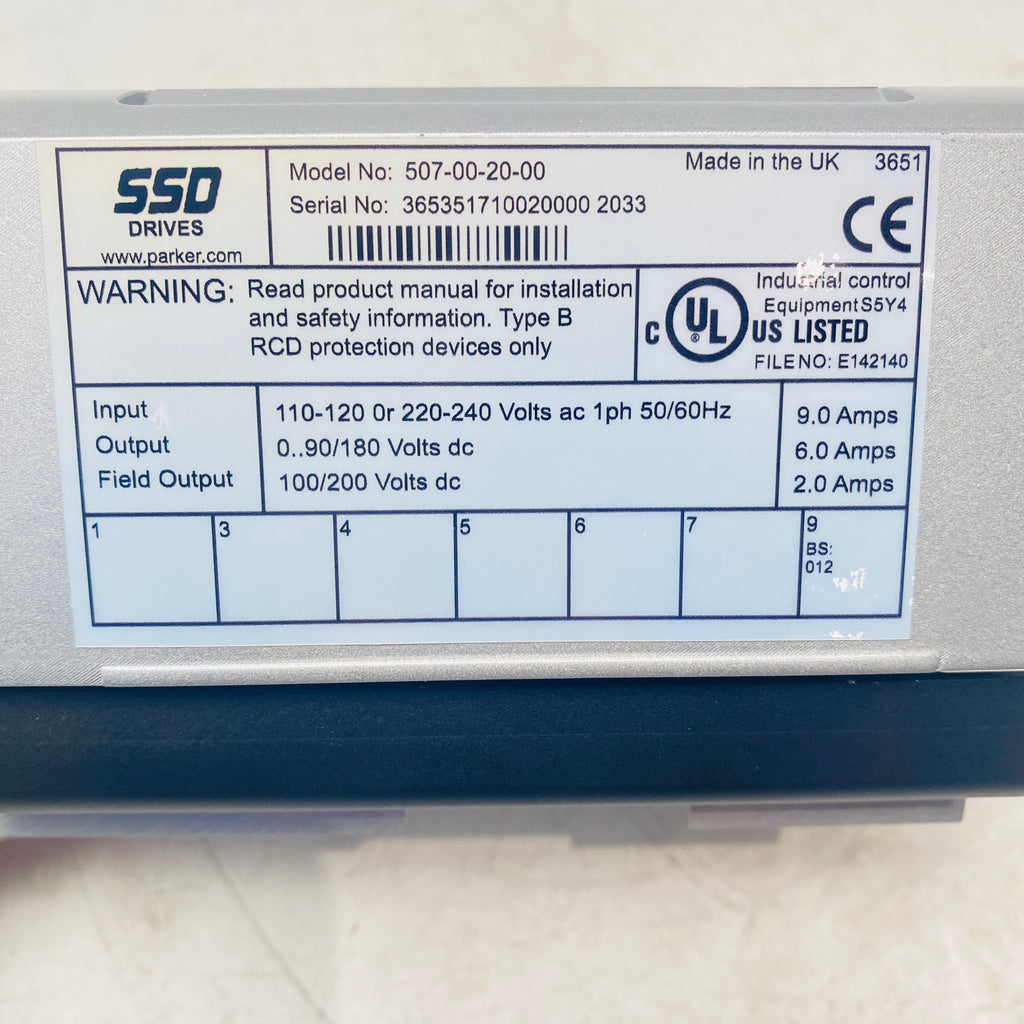 SSD
DRIVES
www.parker.com
Model No: 507-00-20-00
Serial No: 365351710020000 2033
Made in the UK 3651
CE
WARNING: Read product manual for installation
and safety information. Type B
RCD protection devices only
C UL ® US LISTED
Industrial control
Equipment S5Y4
FILE NO: E142140
Input 110-120 0r 220-240 Volts ac 1ph 50/60Hz 9.0 Amps
Output 0..90/180 Volts dc 6.0 Amps
Field Output 100/200 Volts dc 2.0 Amps
1 3 4 5 6 7 9
BS:
012